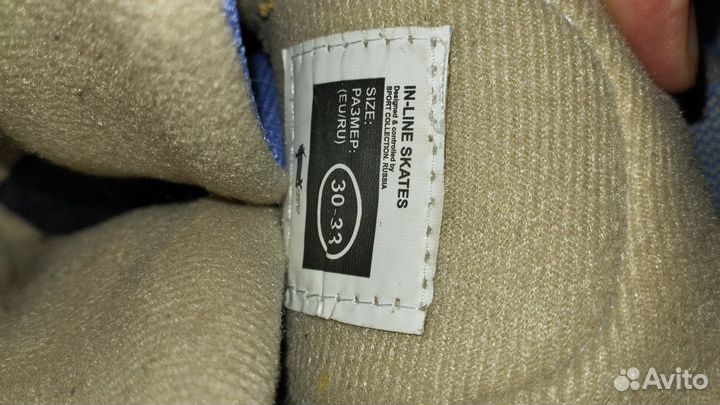 IN-LINE SKATES
Designed & controlled by
SPORT COLLECTION. RUSSIA
SIZE:
РАЗМЕР:
(EU/RU)
30-33
Avito